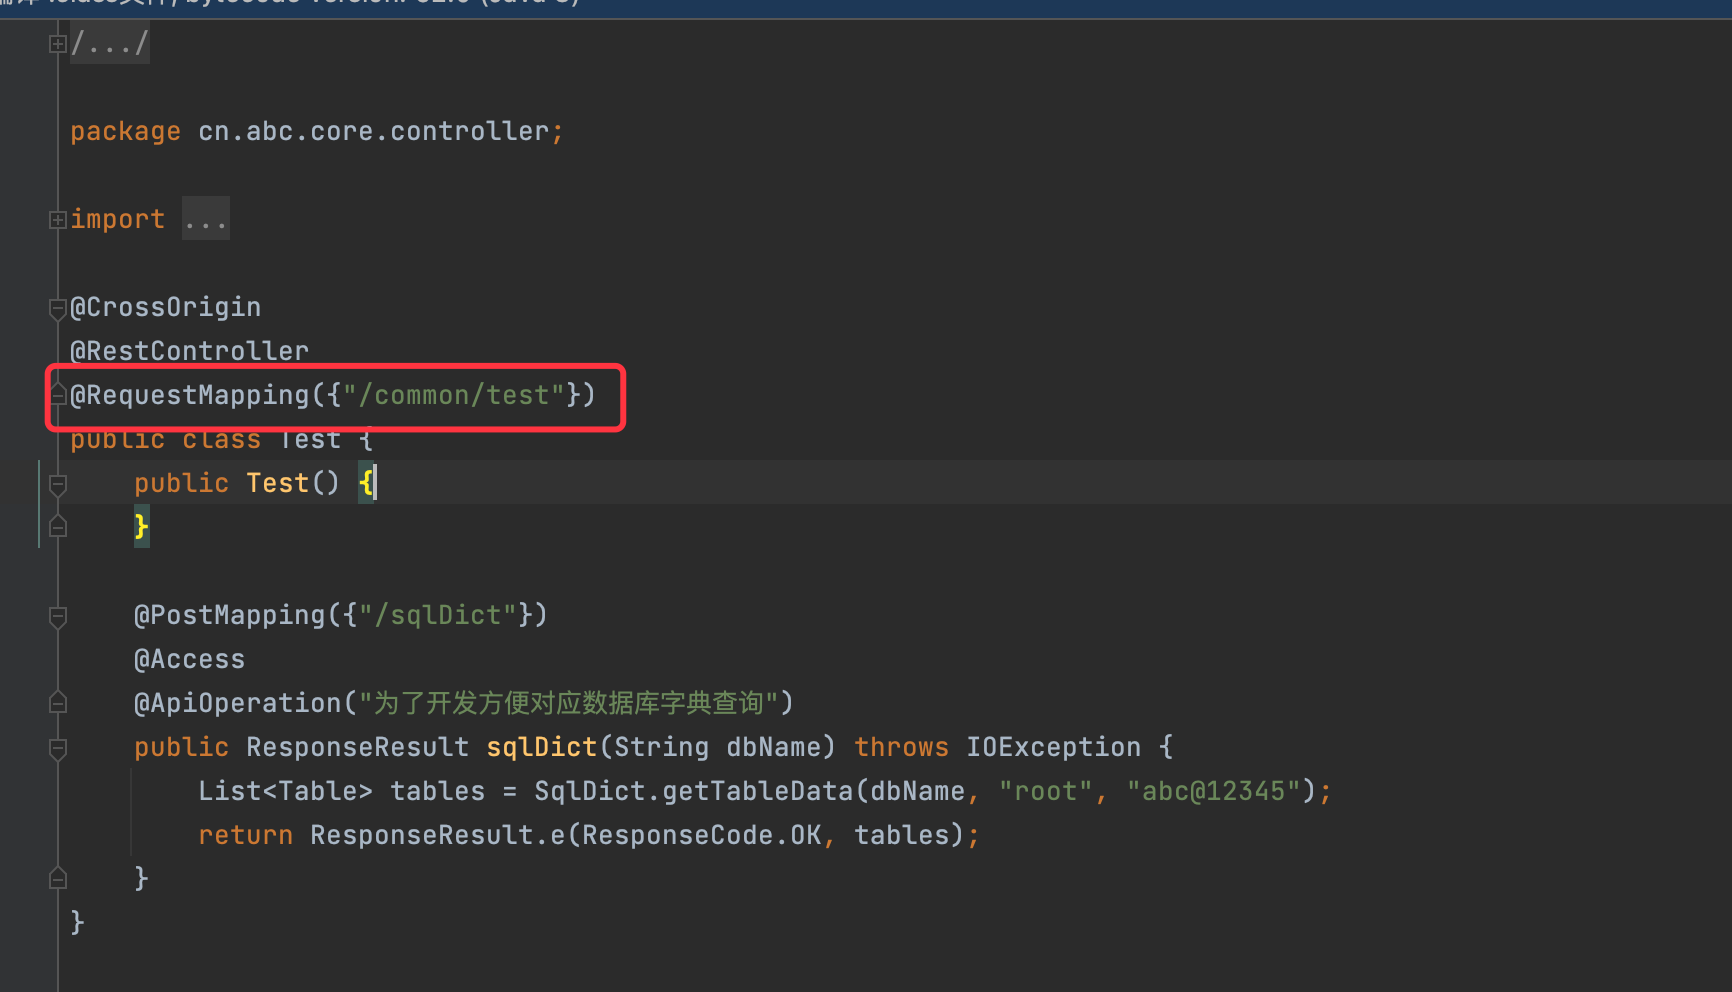 /.../
package cn.abc.core.controller;
import ...
@CrossOrigin
@RestController
@RequestMapping({"/common/test"})
public class Test {
public Test() {
}
@PostMapping({"/sqlDict"})
@Access
@ApiOperation("为了开发方便对应数据库字典查询")
public ResponseResult sqlDict(String dbName) throws IOException {
List<Table> tables = SqlDict.getTableData(dbName, "root", "abc@12345");
return ResponseResult.e(ResponseCode.OK, tables);
}
}